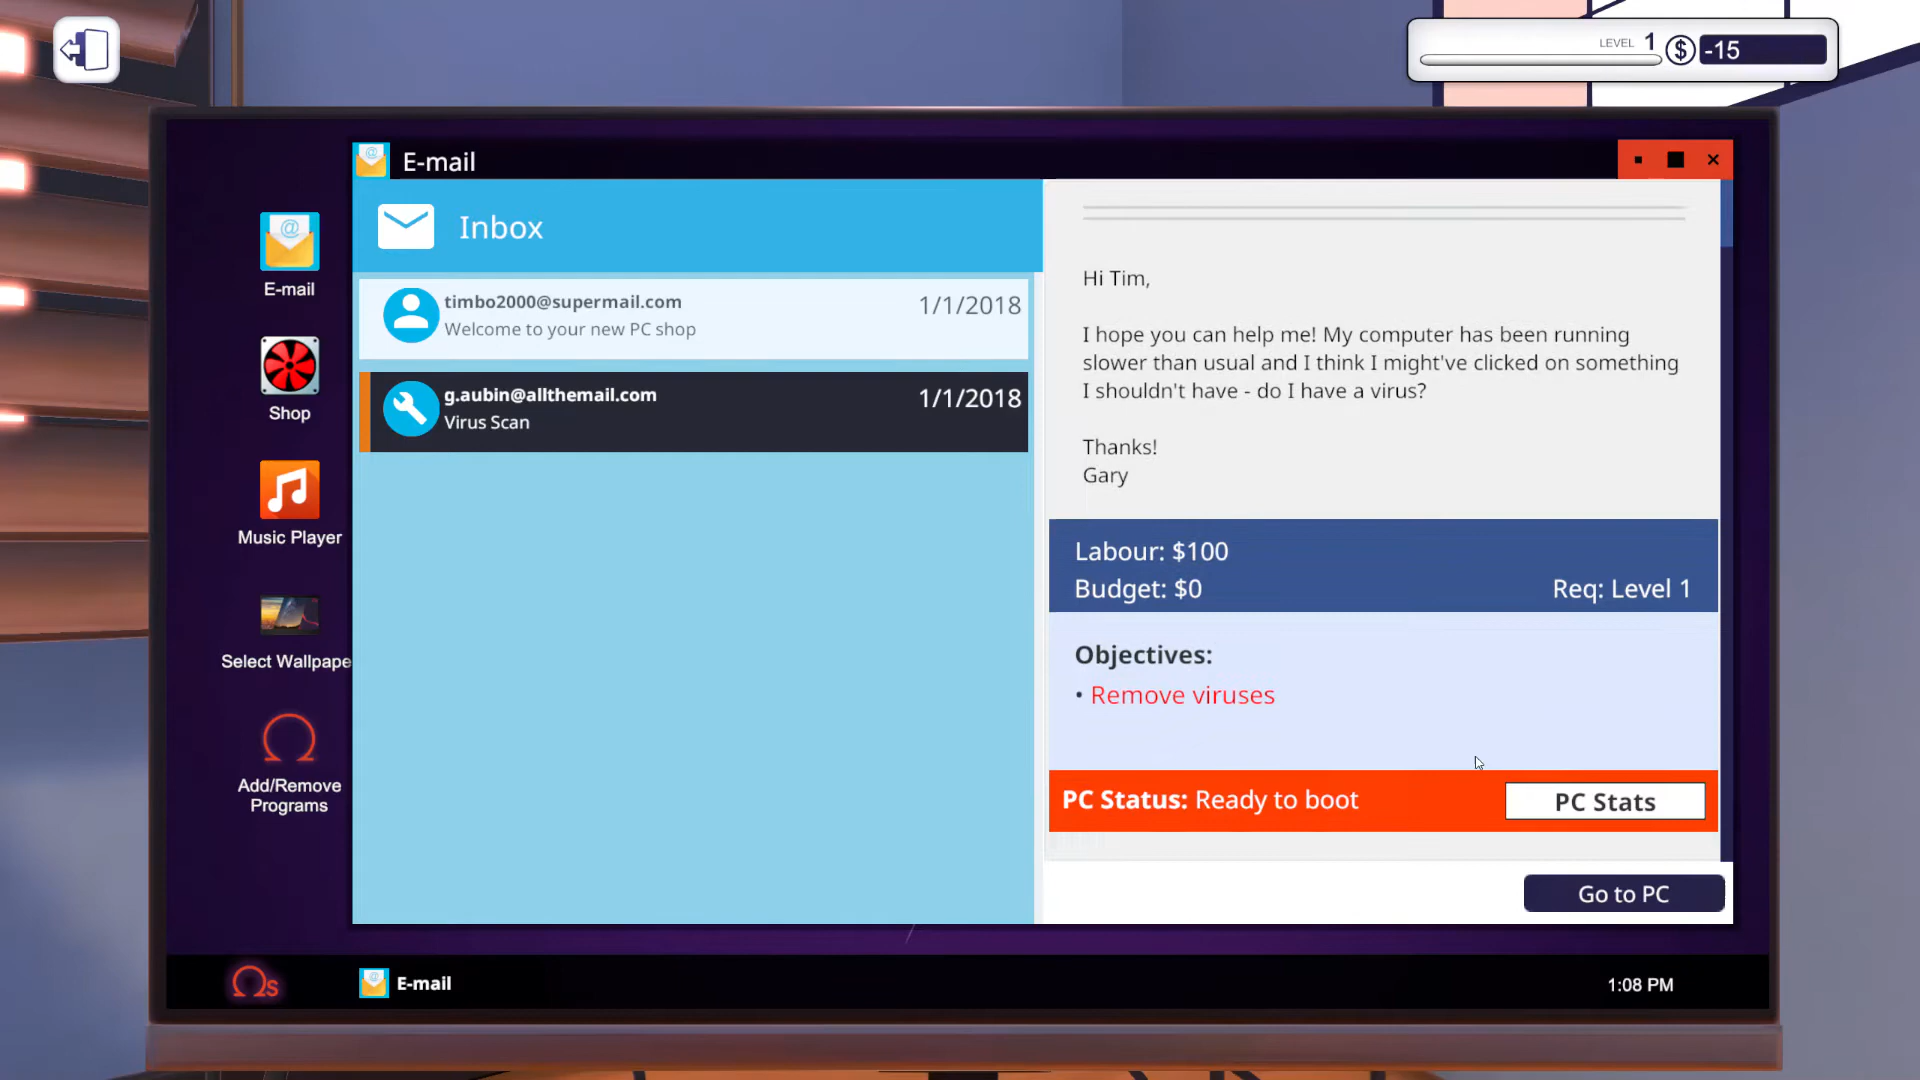 LEVEL 1
$ -15
E-mail
Inbox
timbo2000@supermail.com
1/1/2018
Welcome to your new PC shop
g.aubin@allthemail.com
1/1/2018
Virus Scan
E-mail
Shop
Music Player
Select Wallpape
Add/Remove
Programs
Hi Tim,
I hope you can help me! My computer has been running
slower than usual and I think I might've clicked on something
I shouldn't have - do I have a virus?
Thanks!
Gary
Labour: $100
Budget: $0
Req: Level 1
Objectives:
• Remove viruses
PC Status: Ready to boot
PC Stats
Go to PC
Ωs
E-mail
1:08 PM